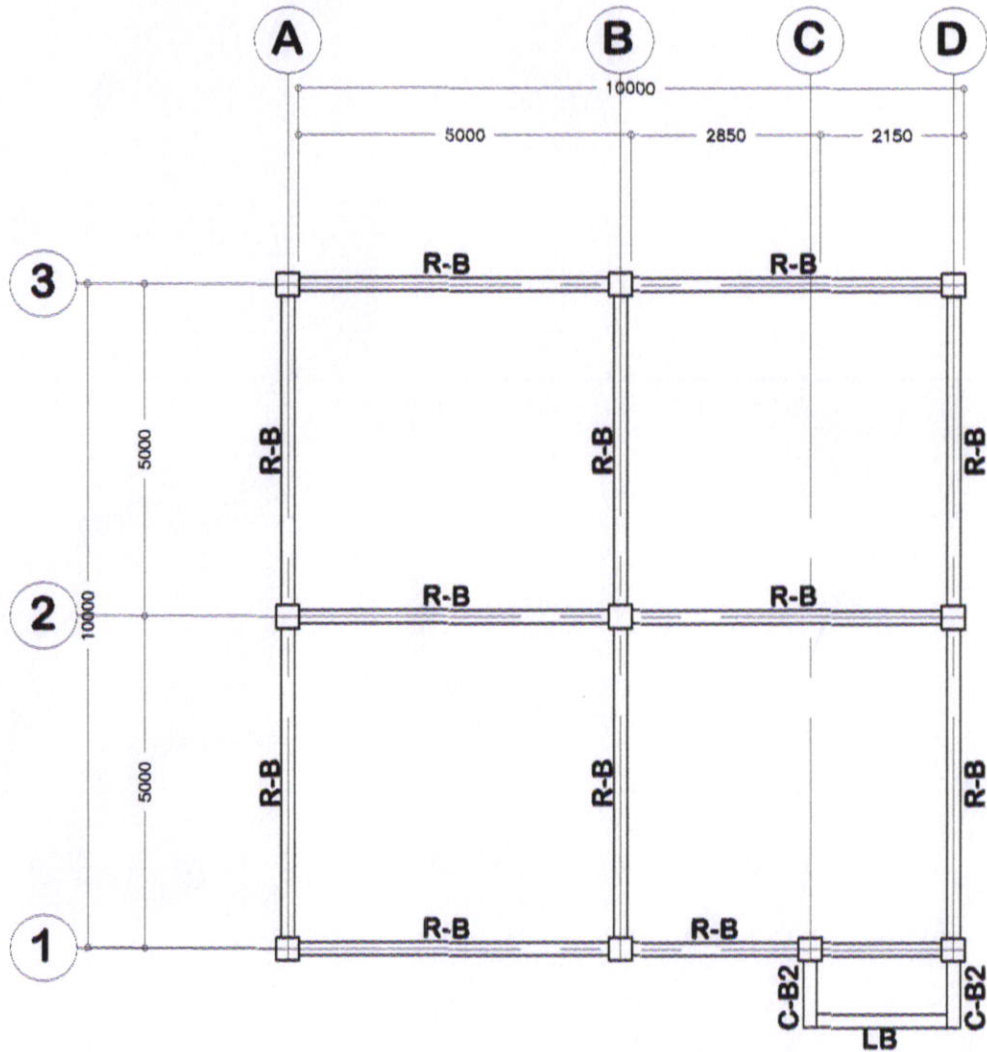 A B C D
10000
5000 2850 2150
3
R-B R-B
5000
R-B R-B R-B
2
10000
R-B R-B
5000
R-B R-B R-B
1
R-B R-B
C-B2 C-B2
LB